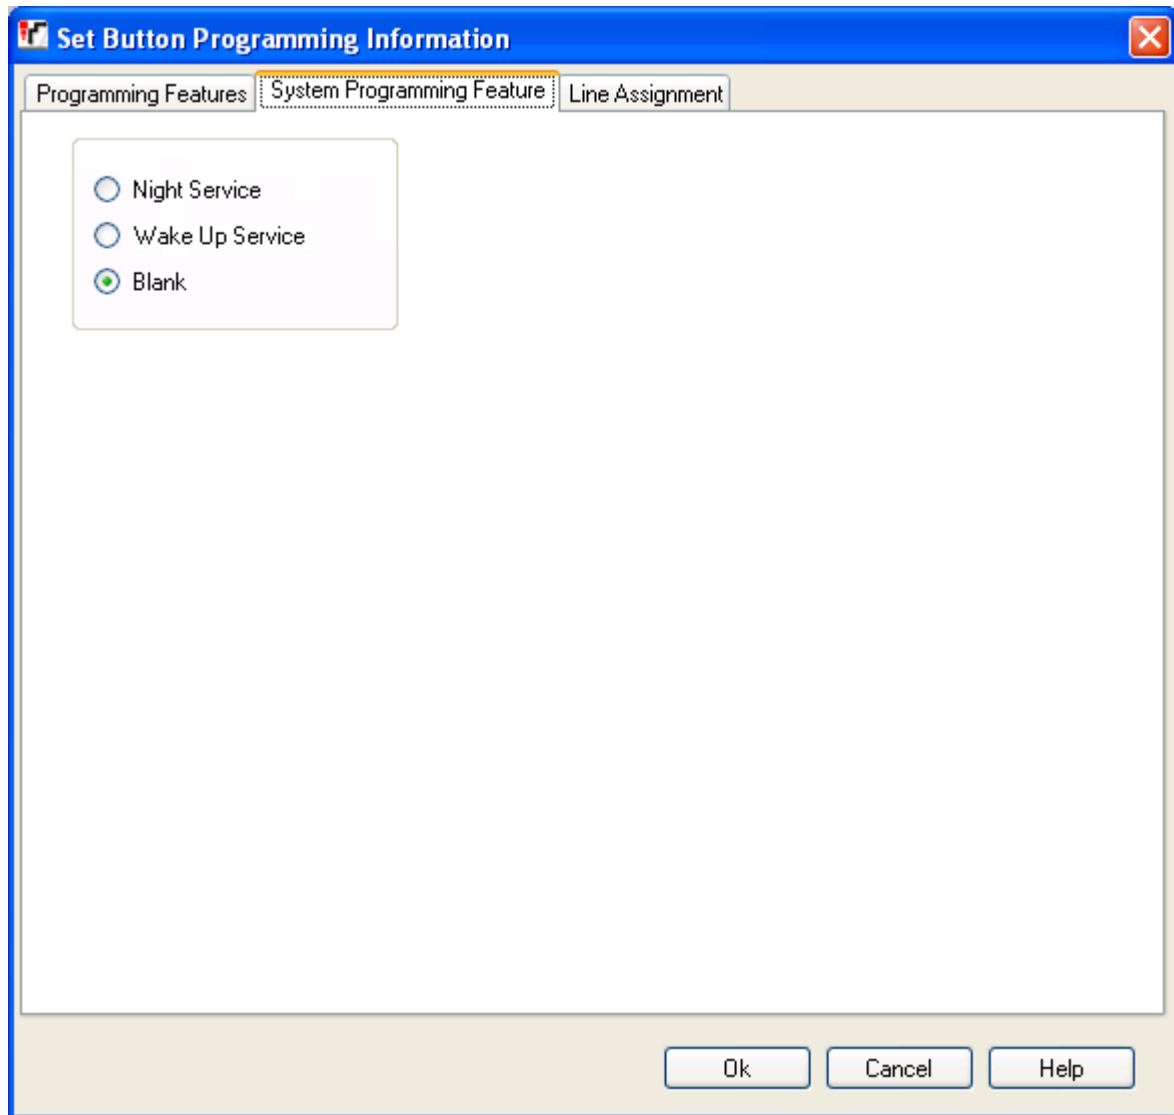 Set Button Programming Information
Programming Features System Programming Feature Line Assignment
Night Service
Wake Up Service
Blank
Ok Cancel Help